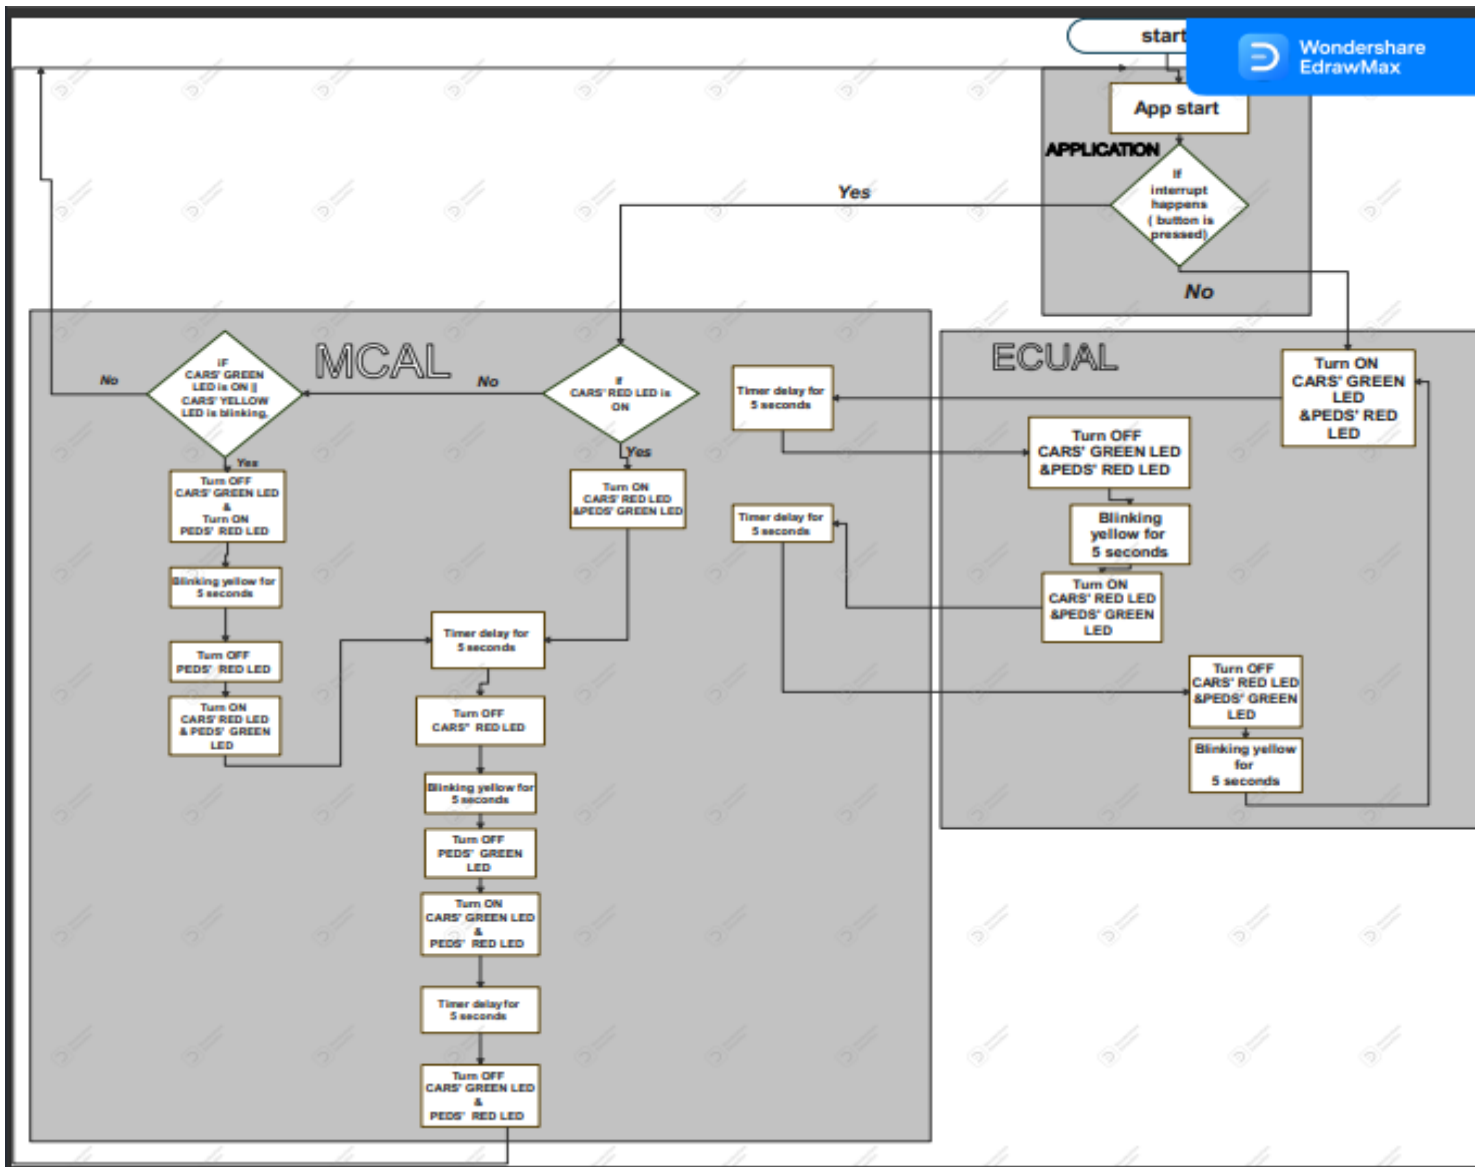 start
Wondershare
EdrawMax
App start
APPLICATION
If
interrupt
happens
( button is
pressed)
Yes
No
MCAL
iF
CARS' GREEN
LED is ON ||
CARS' YELLOW
LED is blinking,
No
Yes
No
If
CARS' RED LED is
ON
Yes
Turn OFF
CARS' GREEN LED
&
Turn ON
PEDS' RED LED
Blinking yellow for
5 seconds
Turn OFF
PEDS' RED LED
Turn ON
CARS' RED LED
& PEDS' GREEN
LED
Turn ON
CARS' RED LED
&PEDS' GREEN LED
Timer delay for
5 seconds
Turn OFF
CARS" RED LED
Blinking yellow for
5 seconds
Turn OFF
PEDS' GREEN
LED
Turn ON
CARS' GREEN LED
&
PEDS' RED LED
Timer delay for
5 seconds
Turn OFF
CARS' GREEN LED
&
PEDS' RED LED
Timer delay for
5 seconds
Timer delay for
5 seconds
ECUAL
Turn ON
CARS' GREEN
LED
&PEDS' RED
LED
Turn OFF
CARS' GREEN LED
&PEDS' RED LED
Blinking
yellow for
5 seconds
Turn ON
CARS' RED LED
&PEDS' GREEN
LED
Turn OFF
CARS' RED LED
&PEDS' GREEN
LED
Blinking yellow
for
5 seconds